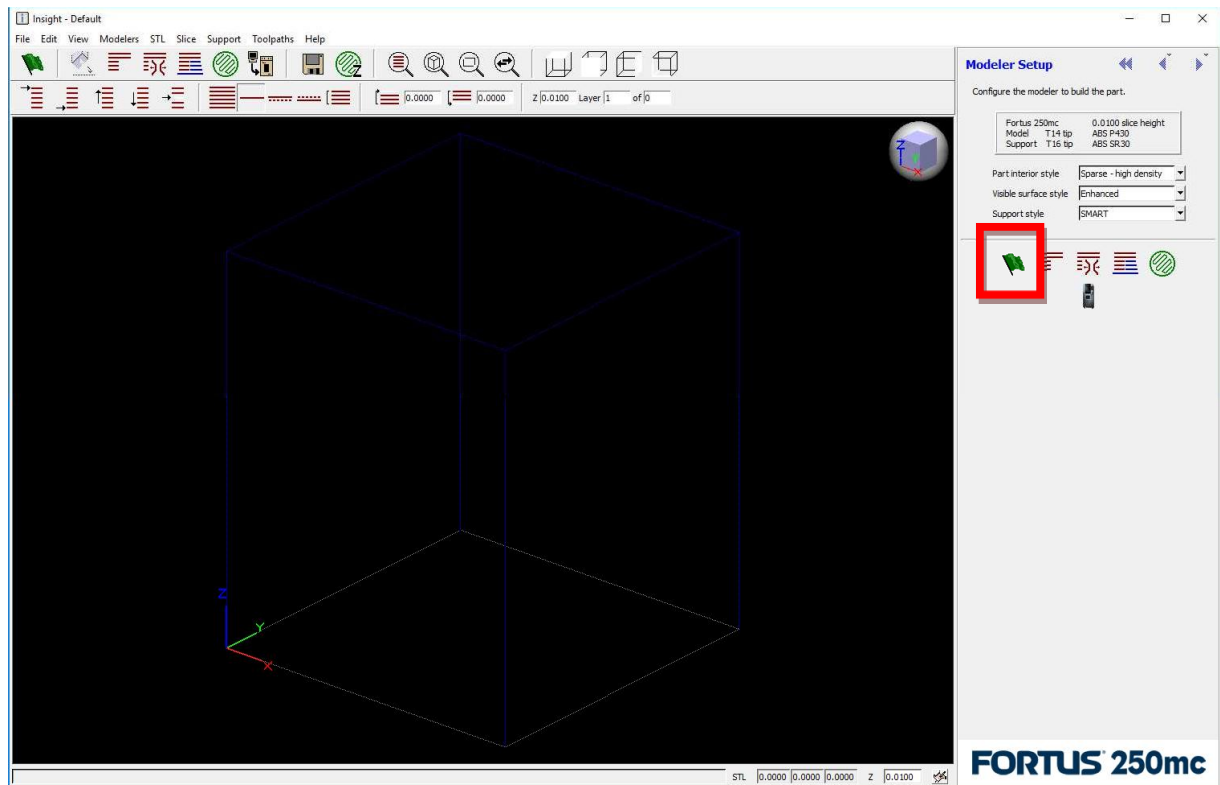 Insight - Default
File Edit View Modelers STL Slice Support Toolpaths Help
0.0000 0.0000 Z 0.0100 Layer 1 of 0
Modeler Setup
Configure the modeler to build the part.
Fortus 250mc 0.0100 slice height
Model T14 tip ABS P430
Support T16 tip ABS SR30
Part interior style Sparse - high density
Visible surface style Enhanced
Support style SMART
Z
X
Z
Y
X
STL 0.0000 0.0000 0.0000 Z 0.0100
FORTUS 250mc